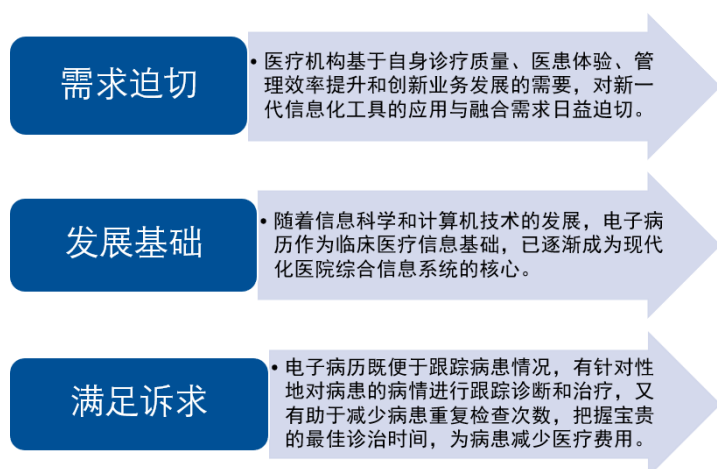 需求迫切
• 医疗机构基于自身诊疗质量、医患体验、管
理效率提升和创新业务发展的需要，对新一
代信息化工具的应用与融合需求日益迫切。
发展基础
• 随着信息科学和计算机技术的发展，电子病
历作为临床医疗信息基础，已逐渐成为现代
化医院综合信息系统的核心。
满足诉求
• 电子病历既便于跟踪病患情况，有针对性
地对病患的病情进行跟踪诊断和治疗，又
有助于减少病患重复检查次数，把握宝贵
的最佳诊治时间，为病患减少医疗费用。